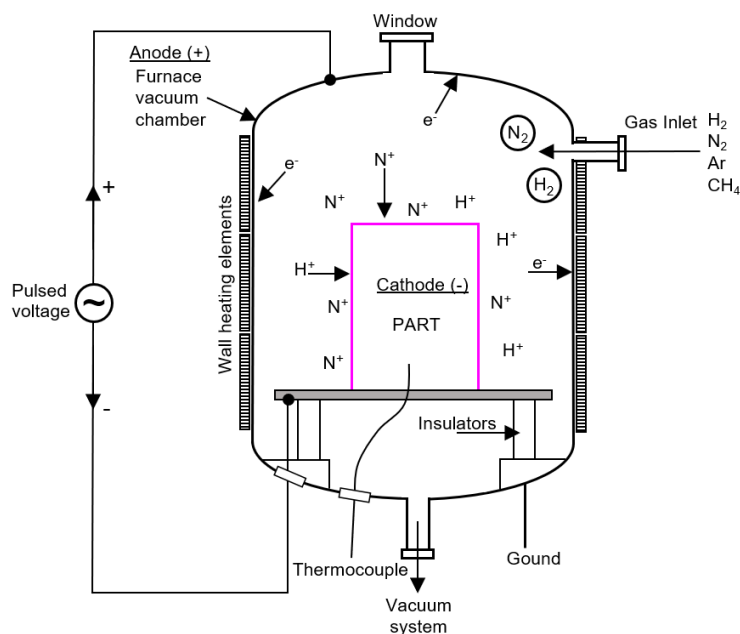 Window
Anode (+)
Furnace
vacuum
chamber
e⁻
N₂
Gas Inlet
H₂
N₂
Ar
CH₄
H₂
e⁻
N⁺
N⁺
N⁺
H⁺
H⁺
+
Wall heating elements
Pulsed
voltage
~
-
H⁺
N⁺
N⁺
Cathode (-)
PART
e⁻
N⁺
H⁺
Insulators
Thermocouple
Gound
Vacuum
system